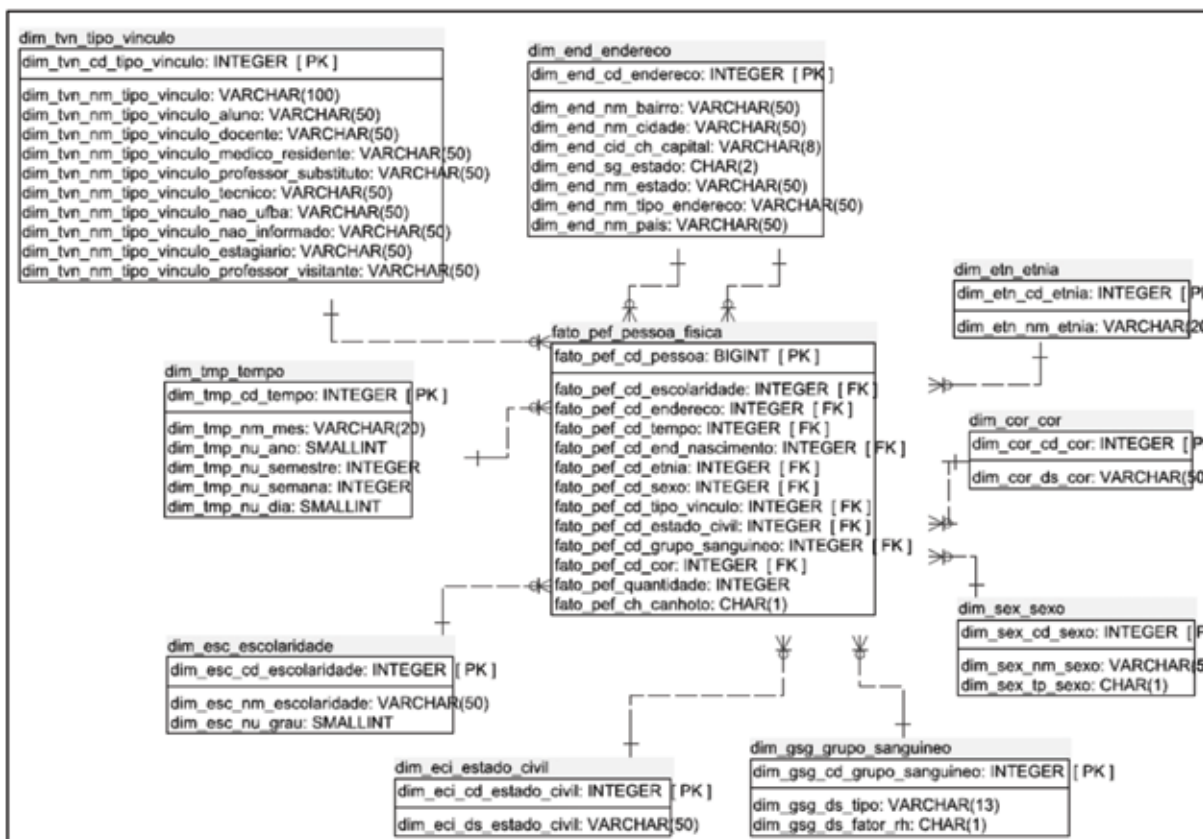 dim_tvn_tipo_vinculo
dim_tvn_cd_tipo_vinculo: INTEGER [ PK ]
dim_tvn_nm_tipo_vinculo: VARCHAR(100)
dim_tvn_nm_tipo_vinculo_aluno: VARCHAR(50)
dim_tvn_nm_tipo_vinculo_docente: VARCHAR(50)
dim_tvn_nm_tipo_vinculo_medico_residente: VARCHAR(50)
dim_tvn_nm_tipo_vinculo_professor_substituto: VARCHAR(50)
dim_tvn_nm_tipo_vinculo_tecnico: VARCHAR(50)
dim_tvn_nm_tipo_vinculo_nao_ufba: VARCHAR(50)
dim_tvn_nm_tipo_vinculo_nao_informado: VARCHAR(50)
dim_tvn_nm_tipo_vinculo_estagiario: VARCHAR(50)
dim_tvn_nm_tipo_vinculo_professor_visitante: VARCHAR(50)
dim_end_endereco
dim_end_cd_endereco: INTEGER [ PK ]
dim_end_nm_bairro: VARCHAR(50)
dim_end_nm_cidade: VARCHAR(50)
dim_end_cid_ch_capital: VARCHAR(8)
dim_end_sg_estado: CHAR(2)
dim_end_nm_estado: VARCHAR(50)
dim_end_nm_tipo_endereco: VARCHAR(50)
dim_end_nm_pais: VARCHAR(50)
dim_etn_etnia
dim_etn_cd_etnia: INTEGER [ P
dim_etn_nm_etnia: VARCHAR(20
fato_pef_pessoa_fisica
fato_pef_cd_pessoa: BIGINT [ PK ]
fato_pef_cd_escolaridade: INTEGER [ FK ]
fato_pef_cd_endereco: INTEGER [ FK ]
fato_pef_cd_tempo: INTEGER [ FK ]
fato_pef_cd_end_nascimento: INTEGER [ FK ]
fato_pef_cd_etnia: INTEGER [ FK ]
fato_pef_cd_sexo: INTEGER [ FK ]
fato_pef_cd_tipo_vinculo: INTEGER [ FK ]
fato_pef_cd_estado_civil: INTEGER [ FK ]
fato_pef_cd_grupo_sanguineo: INTEGER [ FK ]
fato_pef_cd_cor: INTEGER [ FK ]
fato_pef_quantidade: INTEGER
fato_pef_ch_canhoto: CHAR(1)
dim_tmp_tempo
dim_tmp_cd_tempo: INTEGER [ PK ]
dim_tmp_nm_mes: VARCHAR(20)
dim_tmp_nu_ano: SMALLINT
dim_tmp_nu_semestre: INTEGER
dim_tmp_nu_semana: INTEGER
dim_tmp_nu_dia: SMALLINT
dim_cor_cor
dim_cor_cd_cor: INTEGER [ P
dim_cor_ds_cor: VARCHAR(50
dim_sex_sexo
dim_sex_cd_sexo: INTEGER [ P
dim_sex_nm_sexo: VARCHAR(5
dim_sex_tp_sexo: CHAR(1)
dim_esc_escolaridade
dim_esc_cd_escolaridade: INTEGER [ PK ]
dim_esc_nm_escolaridade: VARCHAR(50)
dim_esc_nu_grau: SMALLINT
dim_eci_estado_civil
dim_eci_cd_estado_civil: INTEGER [ PK ]
dim_eci_ds_estado_civil: VARCHAR(50)
dim_gsg_grupo_sanguineo
dim_gsg_cd_grupo_sanguineo: INTEGER [ PK ]
dim_gsg_ds_tipo: VARCHAR(13)
dim_gsg_ds_fator_rh: CHAR(1)